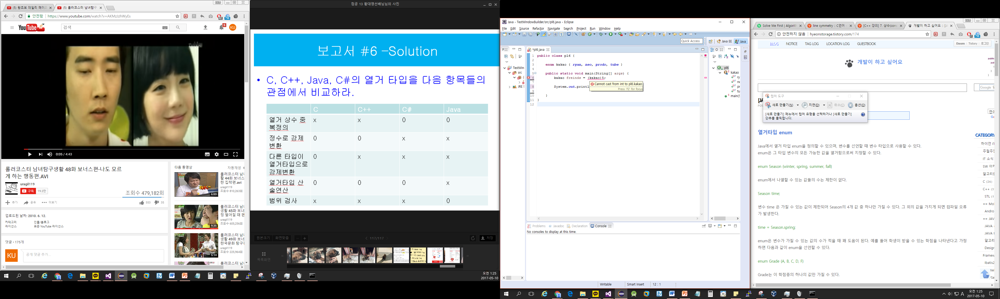 (5) 왕초보 데일리 메이크
(5) 롤러코스터 남녀탐구
안전함
https://www.youtube.com/watch?v=AKMzJzhWyEs
62
798
YouTube
검색
5
KU
0:05 / 4:43
롤러코스터 남녀탐구생활 48화 보너스편-나도 모르
게 하는 행동편.AVI
uragil119
구독 19.2만
조회수 479,182회
추가 공유 더보기
553 35
업로드된 날짜: 2010. 6. 12.
카테고리 인물/블로그
라이선스 표준 YouTube 라이선스
댓글 • 175개
KU
공개 댓글 추가...
다음 동영상
자동재생
롤러코스터 남녀
활 44화 보너스
한 집착편.avi
uragil119
조회수 810,263회
6:03
롤러코스터 남녀
생활 45화 보너
정 떨어질 때 편
uragil119
조회수 605,256회
9:35
롤러코스터 남녀
생활 49화 보너
한국문화 탐구편
uragil119
조회수 225,964회
5:14
오전 1:25
2017-05-10
컴공 13 황대영선배님님의 사진
보고서 #6 –Solution
• C, C++, Java, C#의 열거 타입을 다음 항목들의
관점에서 비교하라.
C C++ C# Java
열거 상수 중
복정의
x x 0 0
정수로 강제
변환
0 0 x x
다른 타입이
열거타입으로
강제변환
0 x x x
열거타입 산
술연산
0 0 0 x
범위 검사
x x x 0
원본크기 화면맞춤
117/117
저장
목록화면
Java - TestWindowBuilder/src/pl6.java - Eclipse
File Edit Source Refactor Navigate Search Project Run Window Help
Quick Access
Java EE
Java
*pl6.java
TestWin
src
JRE S
1 public class pl6 {
2
3 enum kakao { ryan, neo, prodo, tube }
4
5 public static void main(String[] args) {
6 kakao freinds = (kakao)5;
7
8 System.out.printl
9
10 }
11 }
12
Cannot cast from int to pl6.kakao
Press 'F2' for focus
pl6
kakao
ry
ne
pr
tu
main(S
Problems Javadoc Declaration Console
No consoles to display at this time.
Writable Smart Insert 12 : 1
Solve Me First | Algorith
line symmetry :: C언어
[C++ 강의] 7. 상수(cons
개발이 하고 싶어요 :: [JA
안전하지 않음
hyeonstorage.tistory.com/174
2
798
BLOG NOTICE TAG LOG LOCATION LOG GUESTBOOK
Daum | Tistory | 로그인
개발이 하고 싶어요
Google
캡처 도구
새로 만들기(N) 지연(D) 취소(C) 옵션(O)
[새로 만들기] 메뉴에서 캡처 유형을 선택하거나 [새로 만들기]
단추를 클릭합니다.
열거타입 enum
Java에서 열거 타입 enum을 정의할 수 있으며, 변수를 선언할 때 변수 타입으로 사용할 수 있다.
enum은 그 타입 변수의 모든 가능한 값을 열거함으로써 지정할 수 있다.
enum Season {winter, spring, summer, fall}
enum에서 나열할 수 있는 값들의 수는 제한이 없다.
Season time;
변수 time 은 가질 수 있는 값이 제한되어 Season의 4개 값 중 하나만 가질 수 있다. 그 외의 값을 가지게 되면 컴파일 오류
가 발생한다.
time = Season.spring;
enum은 변수가 가질 수 있는 값의 수가 적을 때 꽤 도움이 된다. 예를 들어 학생이 받을 수 있는 학점을 나타낸다고 가정
하면 다음과 같이 enum을 선언할 수 있다.
enum Grade {A, B, C, D, F}
Grade는 이 학점중의 하나의 값만 가질 수 있다.
CATEGORY
하이언 IT
주절주절
IT 소식
SW 아키
알고리즘
C (26)
C++ (3
STL (1
== Mo
Andro
== JAV
JAVA
JAVA
알고리
Design
Framew
Ibatis2
오전 1:25
2017-05-10